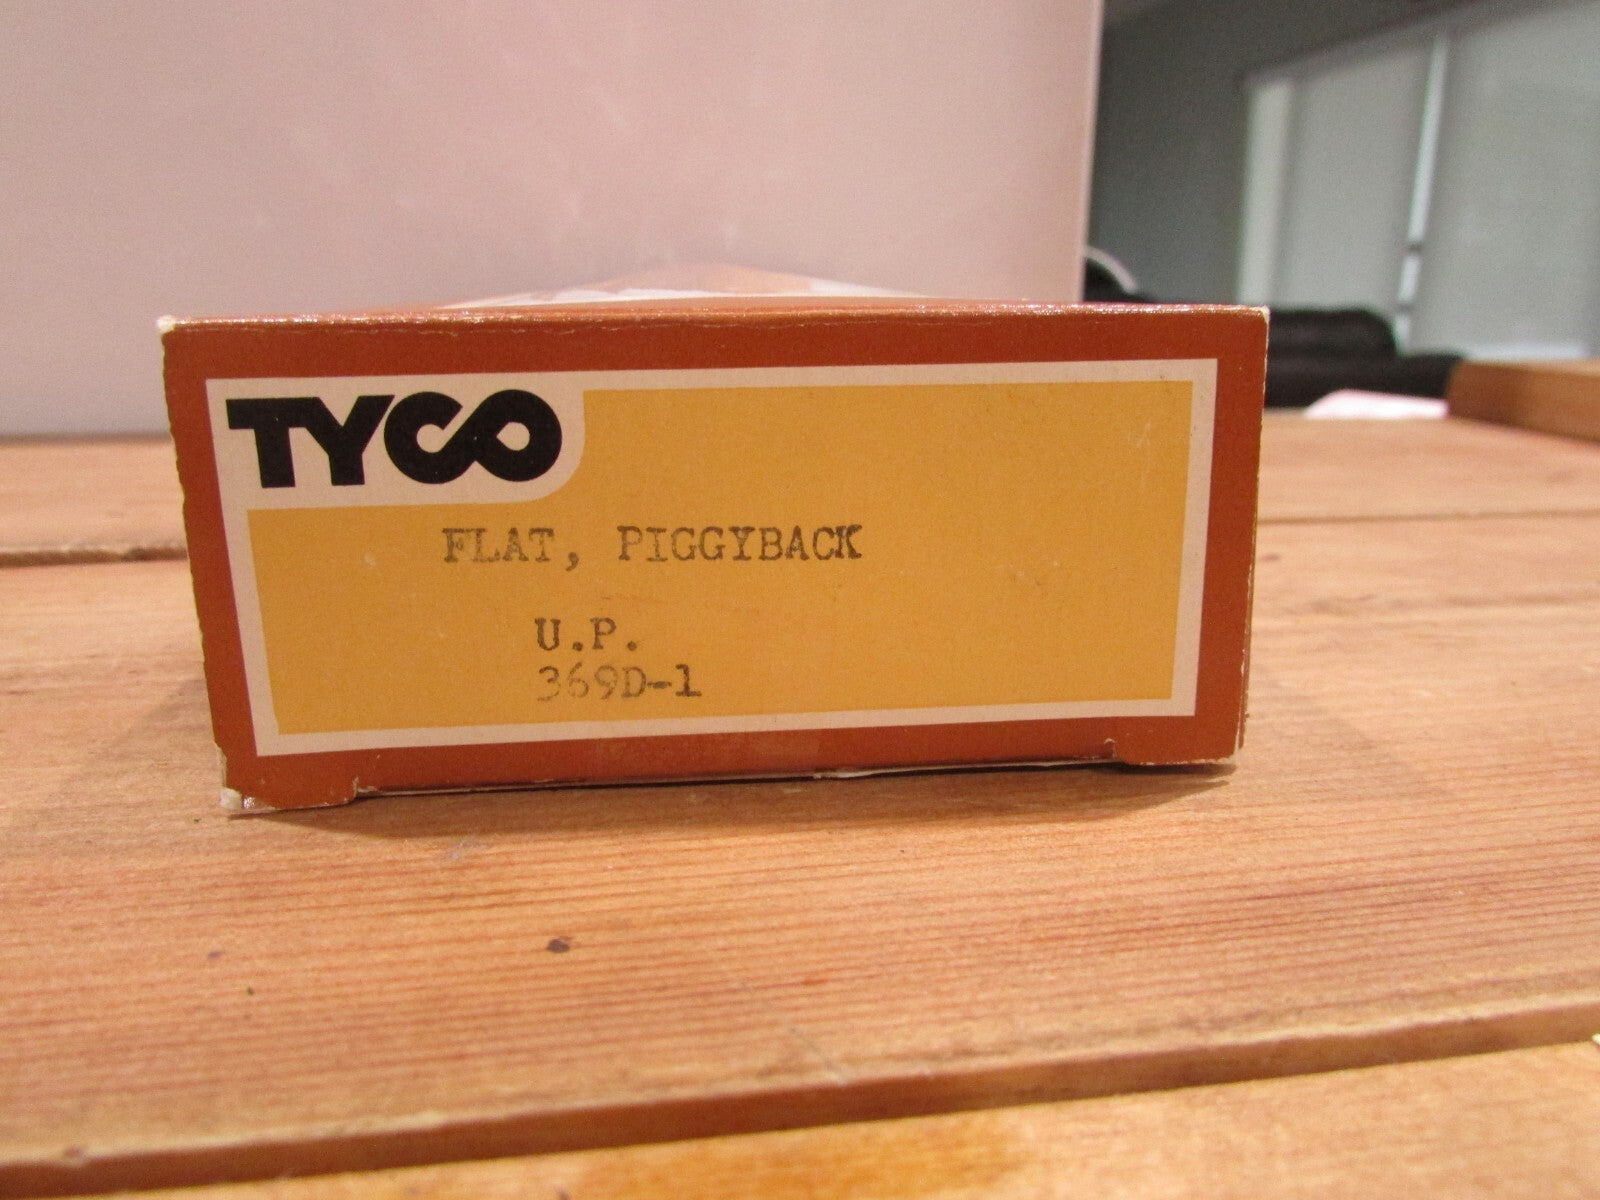 TYCO
FLAT, PIGGYBACK
U.P.
369D-1